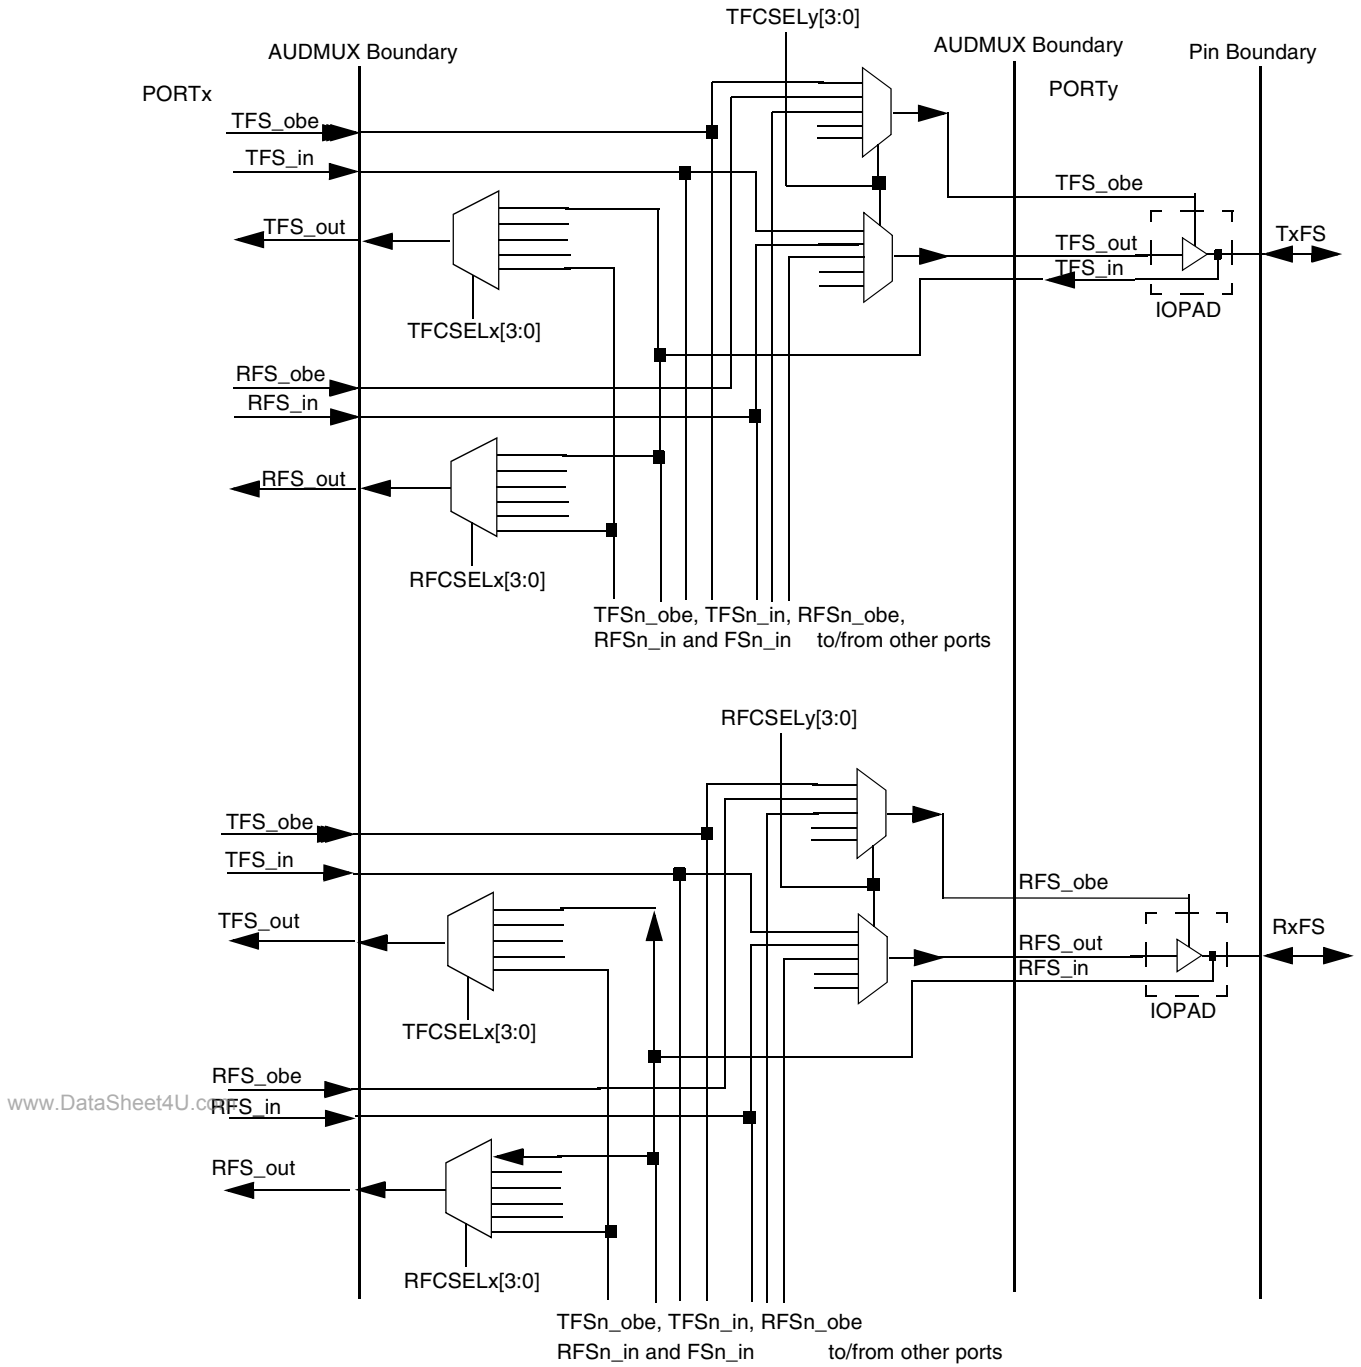 TFCSELy[3:0]
AUDMUX Boundary
AUDMUX Boundary
Pin Boundary
PORTx
PORTy
TFS_obe
TFS_in
TFS_obe
TFS_out
TFS_out
TxFS
TFS_in
IOPAD
TFCSELx[3:0]
RFS_obe
RFS_in
RFS_out
RFCSELx[3:0]
TFSn_obe, TFSn_in, RFSn_obe,
RFSn_in and FSn_in to/from other ports
RFCSELy[3:0]
TFS_obe
TFS_in
RFS_obe
TFS_out
RFS_out
RxFS
RFS_in
IOPAD
TFCSELx[3:0]
RFS_obe
www.DataSheet4U.com
RFS_in
RFS_out
RFCSELx[3:0]
TFSn_obe, TFSn_in, RFSn_obe
RFSn_in and FSn_in to/from other ports